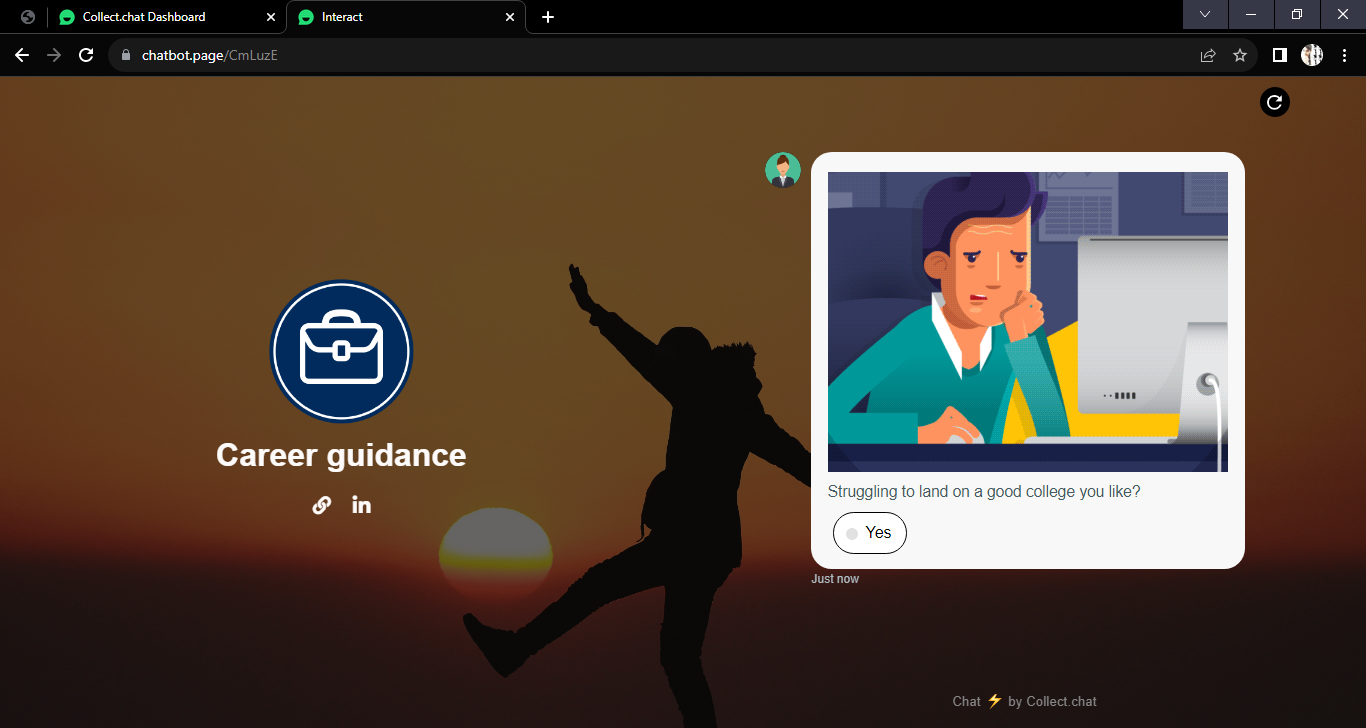 Collect.chat Dashboard
Interact
chatbot.page/CmLuzE
Career guidance
in
Struggling to land on a good college you like?
Yes
Just now
Chat ⚡ by Collect.chat